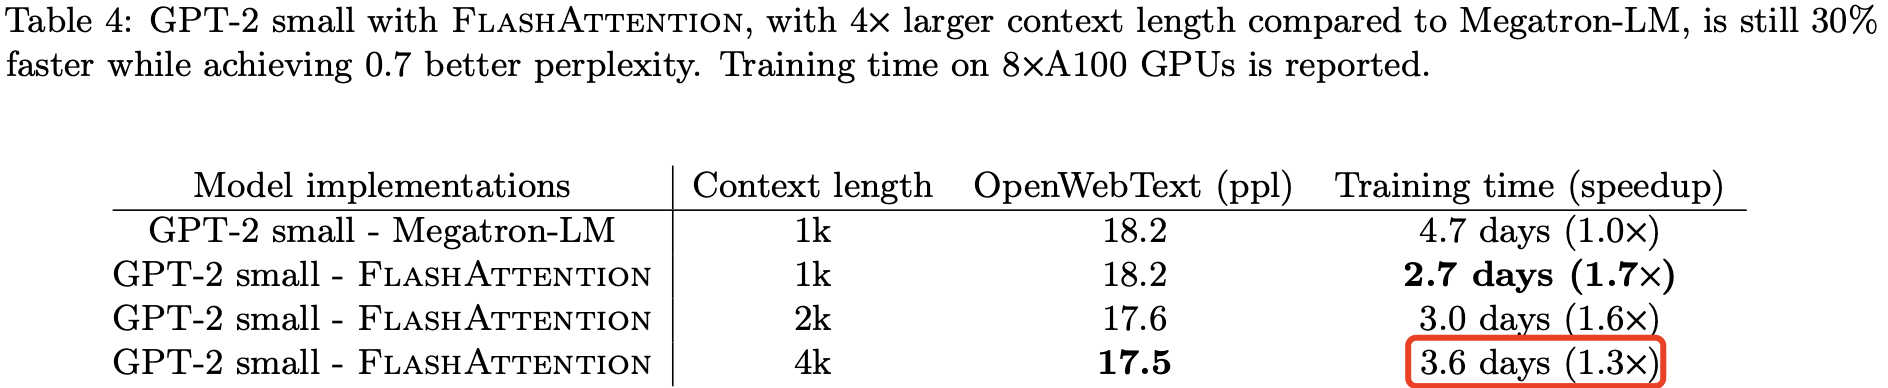 Table 4: GPT-2 small with FLASHATTENTION, with 4× larger context length compared to Megatron-LM, is still 30%
faster while achieving 0.7 better perplexity. Training time on 8×A100 GPUs is reported.
Model implementations Context length OpenWebText (ppl) Training time (speedup)
GPT-2 small - Megatron-LM 1k 18.2 4.7 days (1.0×)
GPT-2 small - FLASHATTENTION 1k 18.2 2.7 days (1.7×)
GPT-2 small - FLASHATTENTION 2k 17.6 3.0 days (1.6×)
GPT-2 small - FLASHATTENTION 4k 17.5 3.6 days (1.3×)